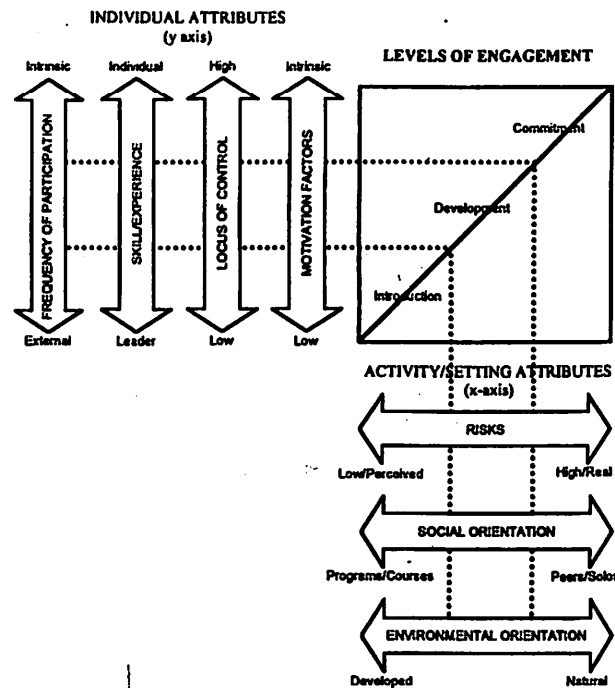 INDIVIDUAL ATTRIBUTES
(y axis)
LEVELS OF ENGAGEMENT
Intrinsic Individual High Intrinsic
FREQUENCY OF PARTICIPATION
SKILL/EXPERIENCE
LOCUS OF CONTROL
MOTIVATION FACTORS
Commitment
Development
Introduction
External Leader Low Low
ACTIVITY/SETTING ATTRIBUTES
(x-axis)
RISKS
Low/Perceived High/Real
SOCIAL ORIENTATION
Programs/Courses Peers/Solo
ENVIRONMENTAL ORIENTATION
Developed Natural